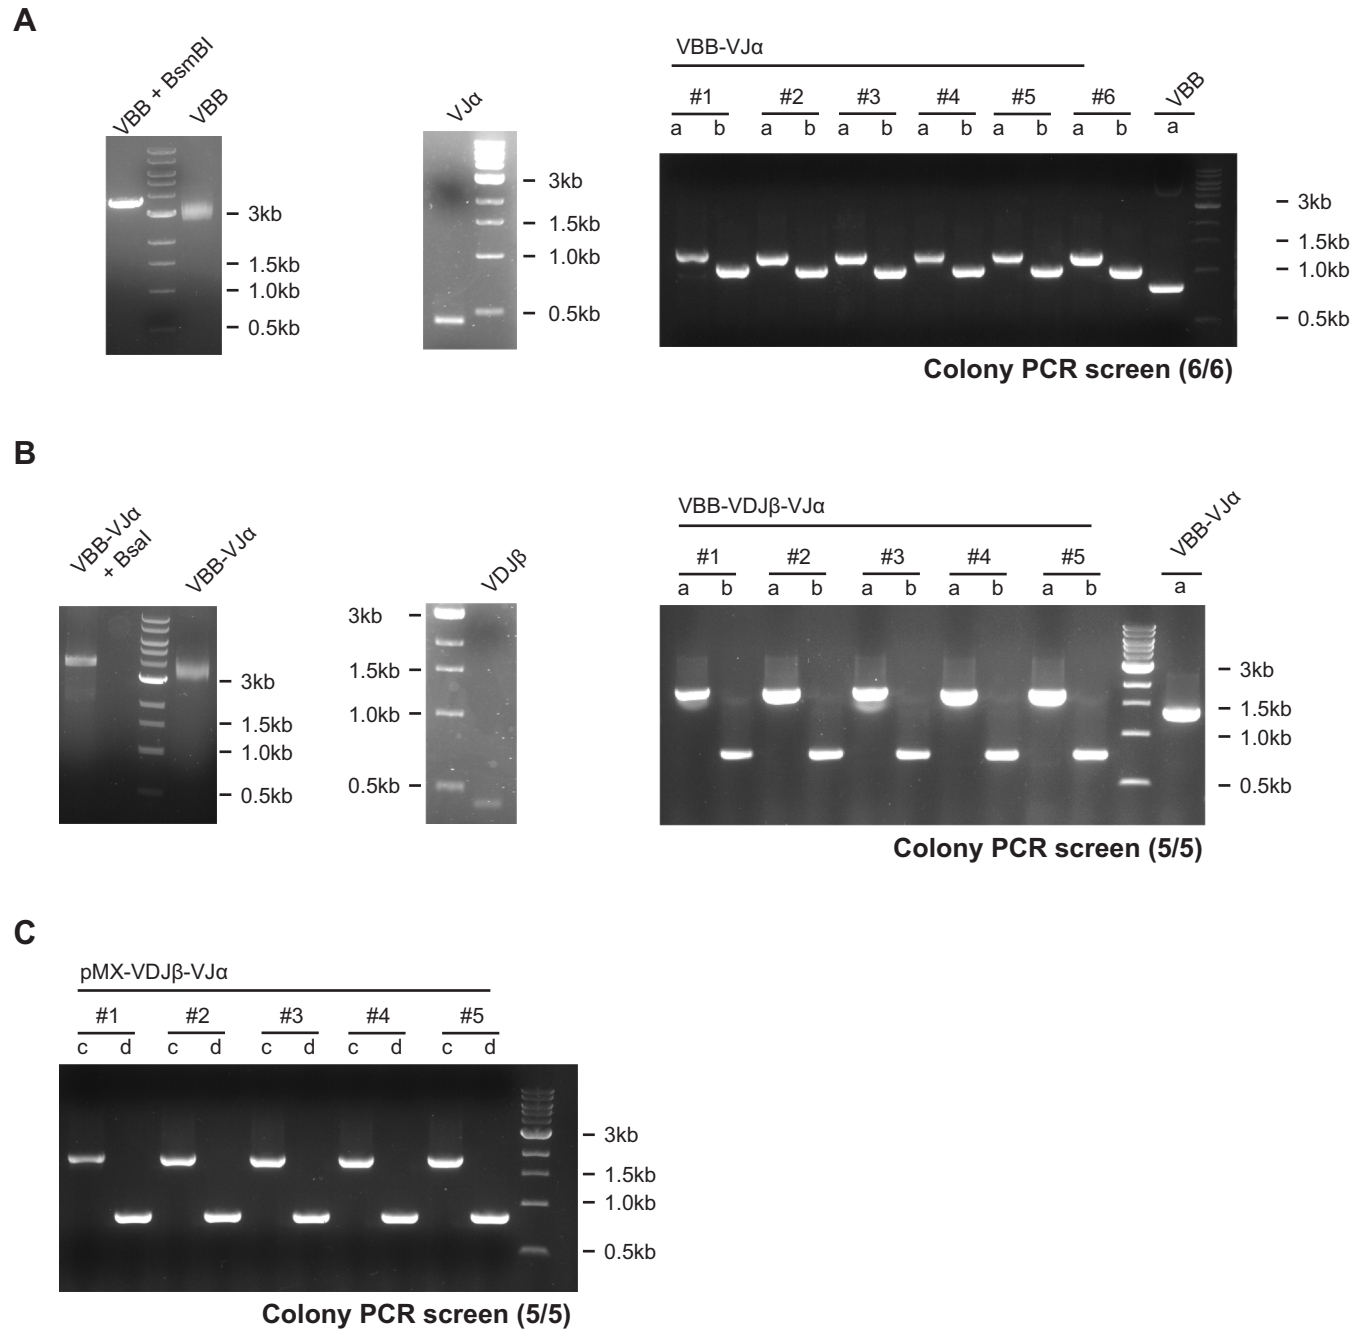 A
VBB + BsmBI
VBB
3kb
1.5kb
1.0kb
0.5kb
VJα
3kb
1.5kb
1.0kb
0.5kb
VBB-VJα
#1 #2 #3 #4 #5 #6 VBB
a b a b a b a b a b a b a
3kb
1.5kb
1.0kb
0.5kb
Colony PCR screen (6/6)
B
VBB-VJα
+ BsaI
VBB-VJα
3kb
1.5kb
1.0kb
0.5kb
VDJβ
3kb
1.5kb
1.0kb
0.5kb
VBB-VDJβ-VJα
#1 #2 #3 #4 #5 VBB-VJα
a b a b a b a b a b a
3kb
1.5kb
1.0kb
0.5kb
Colony PCR screen (5/5)
C
pMX-VDJβ-VJα
#1 #2 #3 #4 #5
c d c d c d c d c d
3kb
1.5kb
1.0kb
0.5kb
Colony PCR screen (5/5)